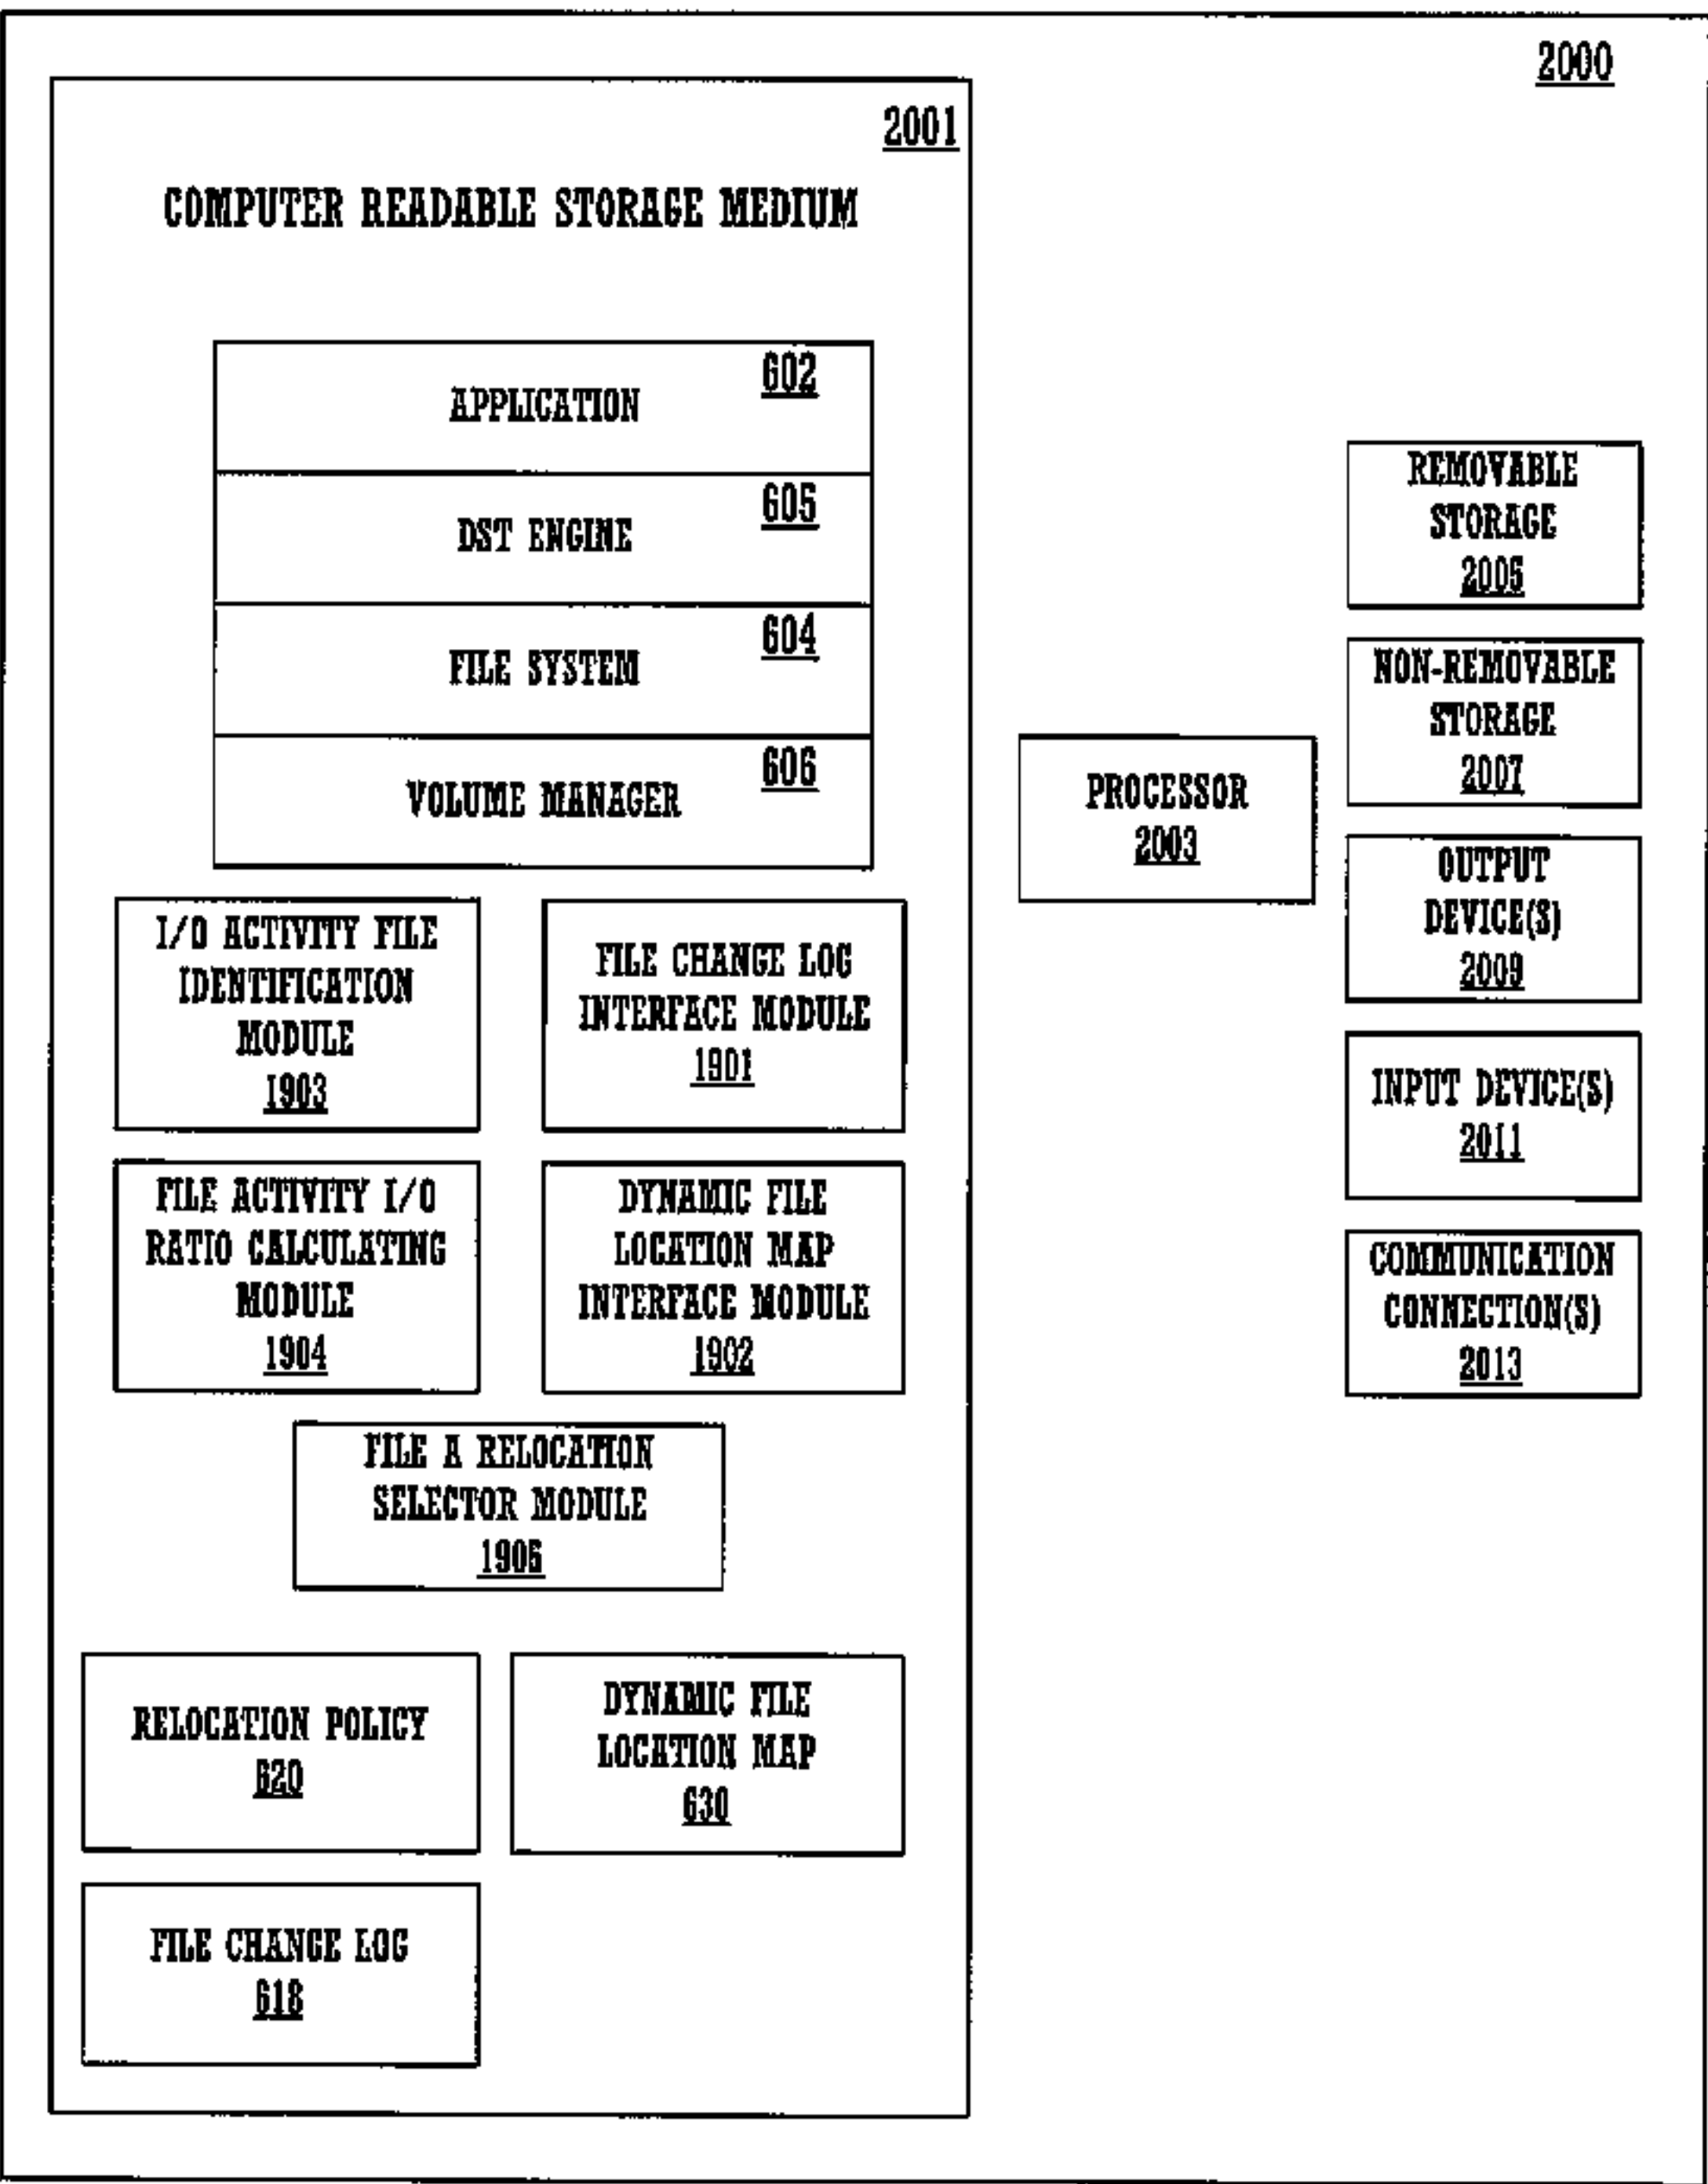 2000
2001
COMPUTER READABLE STORAGE MEDIUM
602
APPLICATION
605
DST ENGINE
604
FILE SYSTEM
606
VOLUME MANAGER
I/O ACTIVITY FILE
IDENTIFICATION
MODULE
1903
FILE CHANGE LOG
INTERFACE MODULE
1901
FILE ACTIVITY I/O
RATIO CALCULATING
MODULE
1904
DYNAMIC FILE
LOCATION MAP
INTERFACE MODULE
1902
FILE A RELOCATION
SELECTOR MODULE
1905
RELOCATION POLICY
620
DYNAMIC FILE
LOCATION MAP
630
FILE CHANGE LOG
618
PROCESSOR
2003
REMOVABLE
STORAGE
2005
NON-REMOVABLE
STORAGE
2007
OUTPUT
DEVICE(S)
2009
INPUT DEVICE(S)
2011
COMMUNICATION
CONNECTION(S)
2013